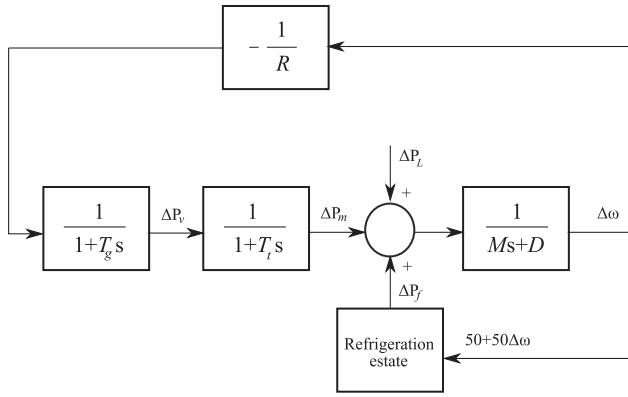 - 1
R
ΔP_L
+
1
1+T_g s
ΔP_v
1
1+T_t s
ΔP_m
1
Ms+D
Δω
+
ΔP_f
Refrigeration
estate
50+50Δω